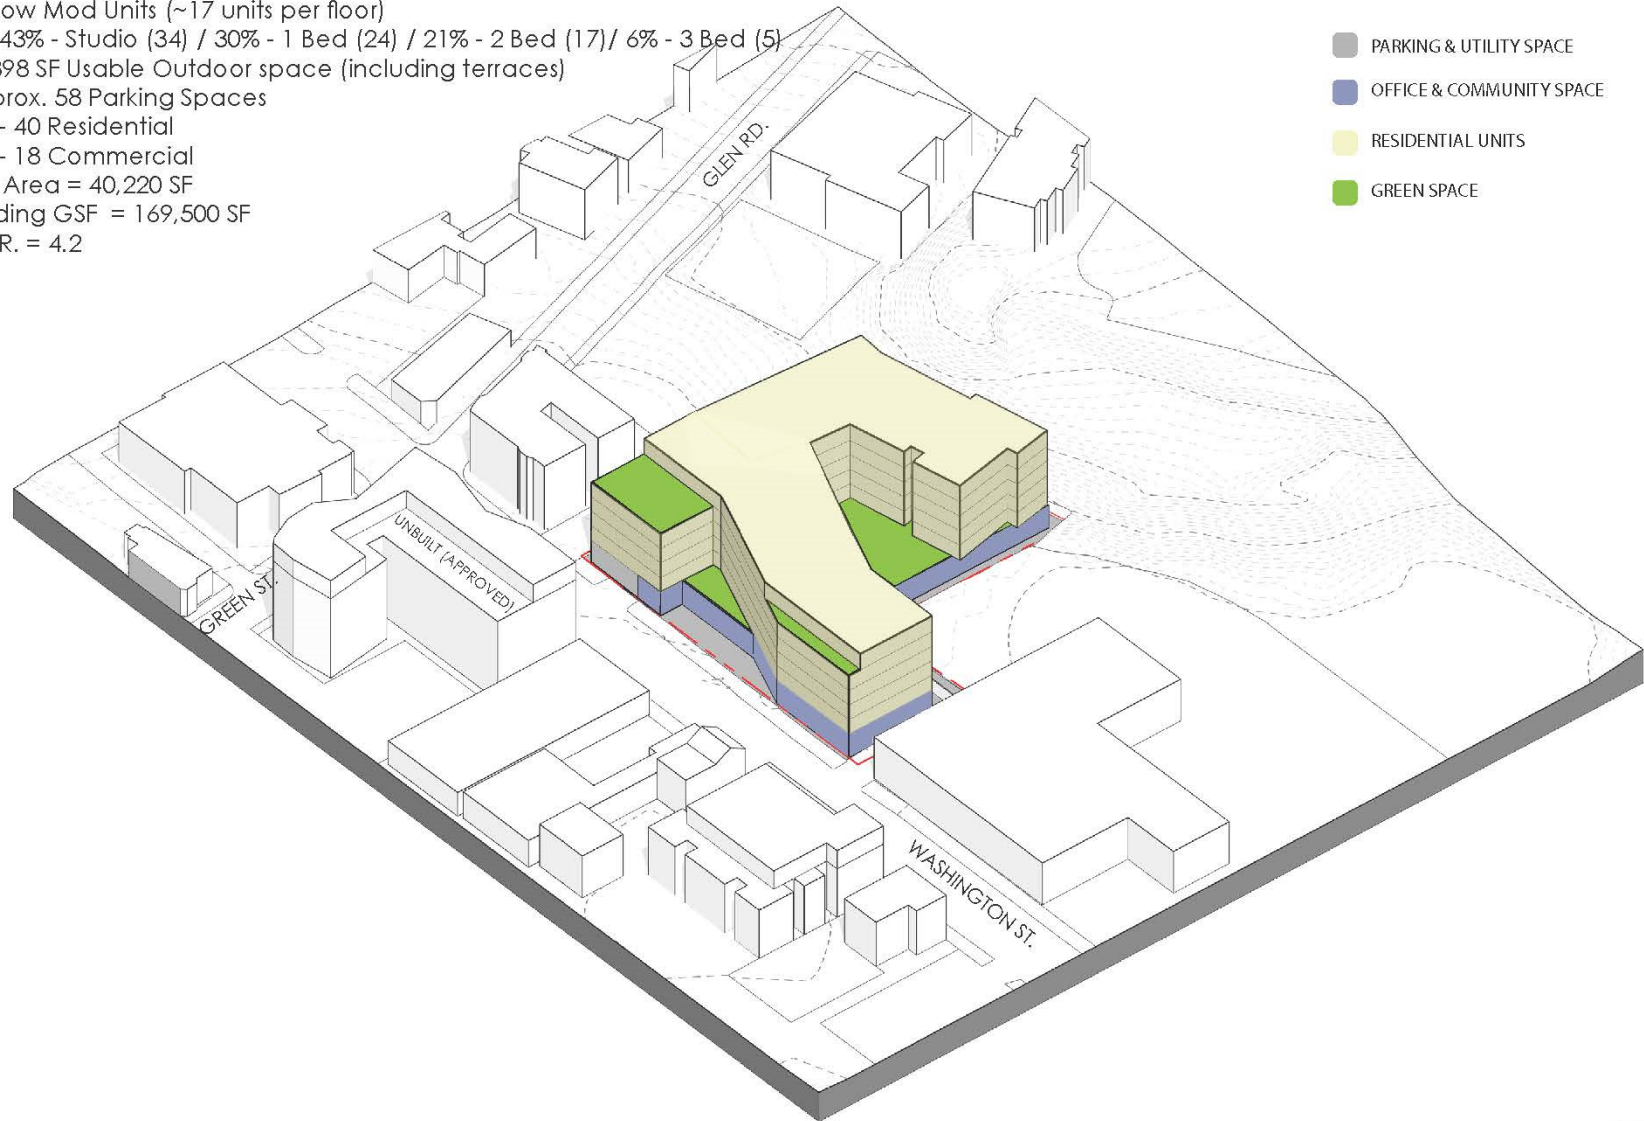 ow Mod Units (~17 units per floor)
43% - Studio (34) / 30% - 1 Bed (24) / 21% - 2 Bed (17)/ 6% - 3 Bed (5)
398 SF Usable Outdoor space (including terraces)
prox. 58 Parking Spaces
- 40 Residential
- 18 Commercial
Area = 40,220 SF
ding GSF = 169,500 SF
R. = 4.2
PARKING & UTILITY SPACE
OFFICE & COMMUNITY SPACE
RESIDENTIAL UNITS
GREEN SPACE
GLEN RD.
UNBUILT (APPROVED)
GREEN ST.
WASHINGTON ST.